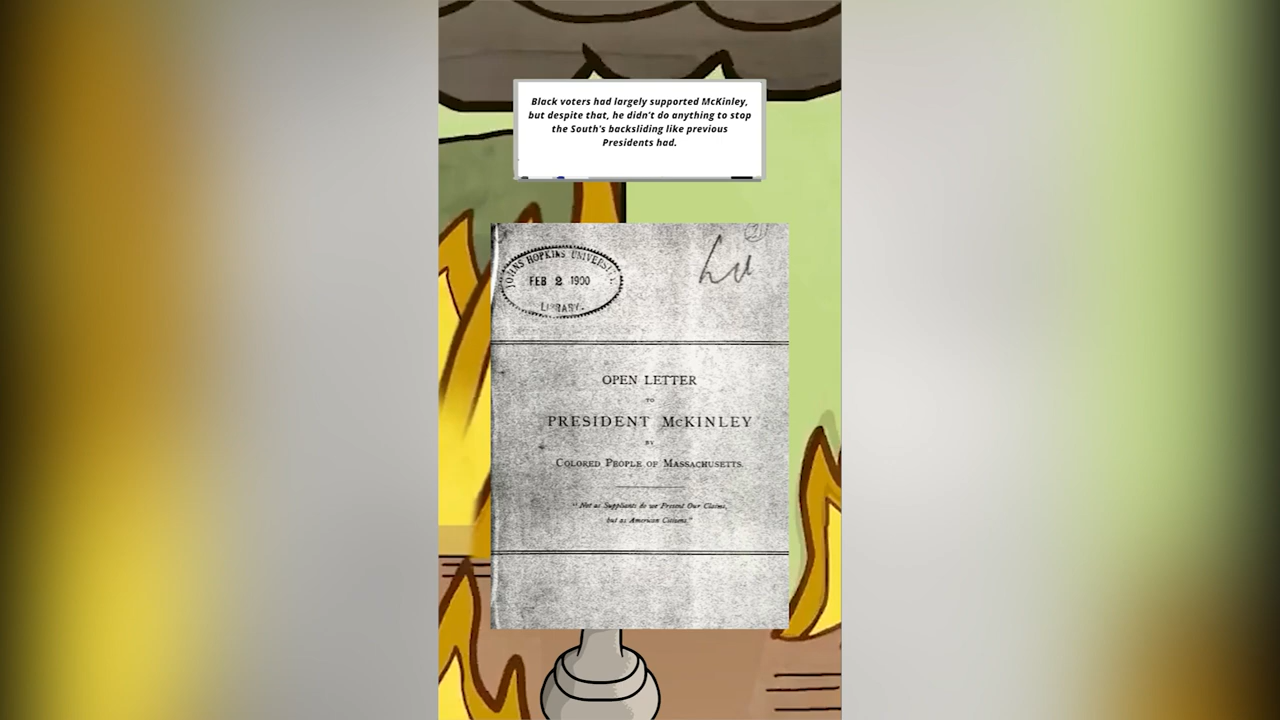 Black voters had largely supported McKinley,
but despite that, he didn't do anything to stop
the South's backsliding like previous
Presidents had.
JOHNS HOPKINS UNIVERSITY
FEB 2 1900
LIBRARY.
OPEN LETTER
TO
PRESIDENT McKINLEY
BY
COLORED PEOPLE OF MASSACHUSETTS.
"Not as Suppliants do we Present Our Claims,
but as American Citizens."